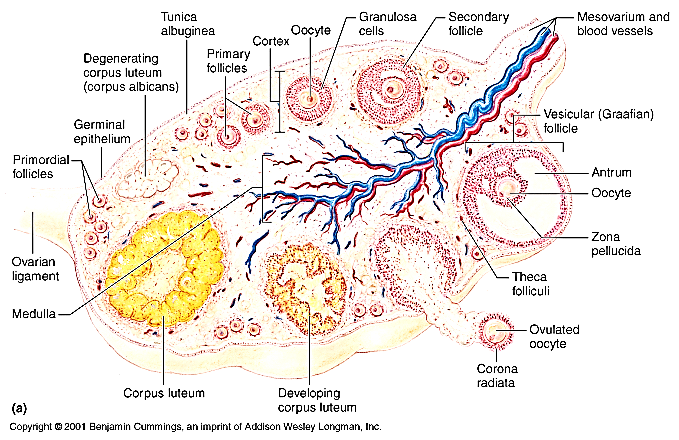 Tunica
albuginea
Oocyte
Granulosa
cells
Secondary
follicle
Mesovarium and
blood vessels
Degenerating
corpus luteum
(corpus albicans)
Primary
follicles
Cortex
Germinal
epithelium
Vesicular (Graafian)
follicle
Primordial
follicles
Antrum
Oocyte
Zona
pellucida
Ovarian
ligament
Theca
folliculi
Medulla
Ovulated
oocyte
Corona
radiata
Corpus luteum
Developing
corpus luteum
(a)
Copyright © 2001 Benjamin Cummings, an imprint of Addison Wesley Longman, Inc.